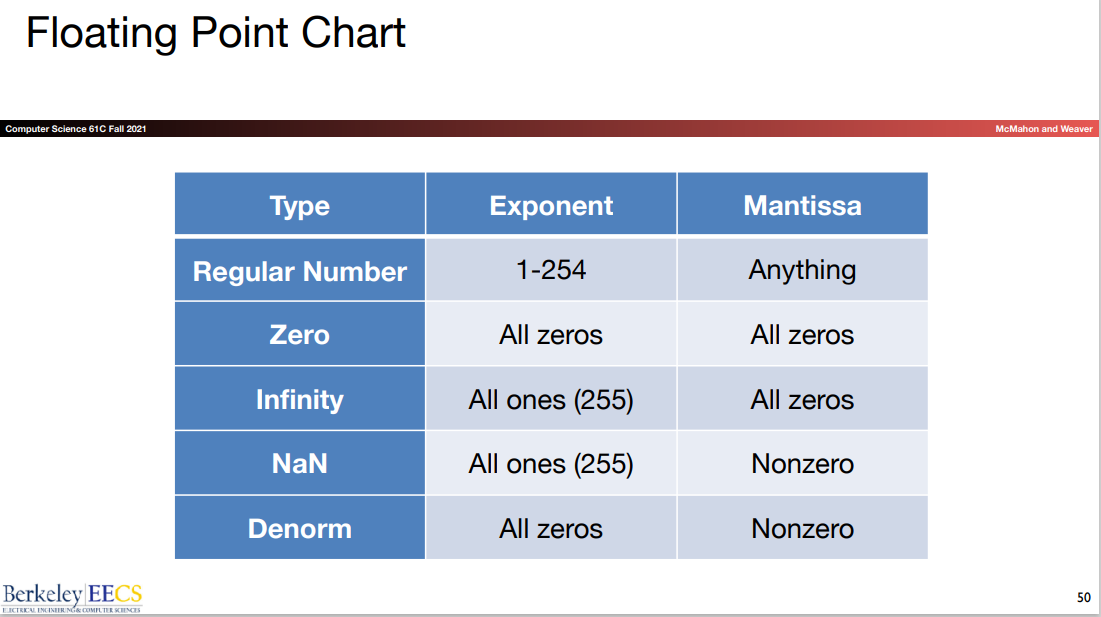 Floating Point Chart
Computer Science 61C Fall 2021
McMahon and Weaver
Type Exponent Mantissa
Regular Number 1-254 Anything
Zero All zeros All zeros
Infinity All ones (255) All zeros
NaN All ones (255) Nonzero
Denorm All zeros Nonzero
Berkeley EECS
ELECTRICAL ENGINEERING & COMPUTER SCIENCES
50